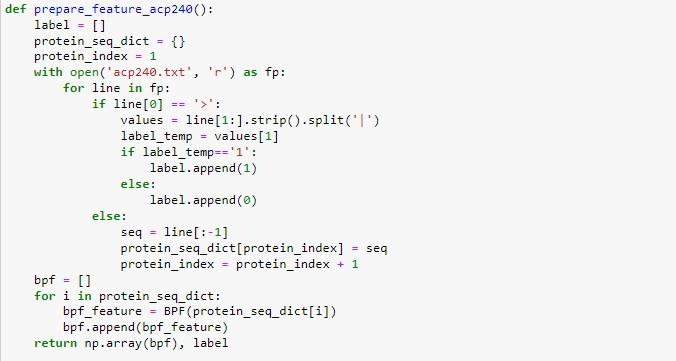 def prepare_feature_acp240():
    label = []
    protein_seq_dict = {}
    protein_index = 1
    with open('acp240.txt', 'r') as fp:
        for line in fp:
            if line[0] == '>':
                values = line[1:].strip().split('|')
                label_temp = values[1]
                if label_temp=='1':
                    label.append(1)
                else:
                    label.append(0)
            else:
                seq = line[:-1]
                protein_seq_dict[protein_index] = seq
                protein_index = protein_index + 1
    bpf = []
    for i in protein_seq_dict:
        bpf_feature = BPF(protein_seq_dict[i])
        bpf.append(bpf_feature)
    return np.array(bpf), label